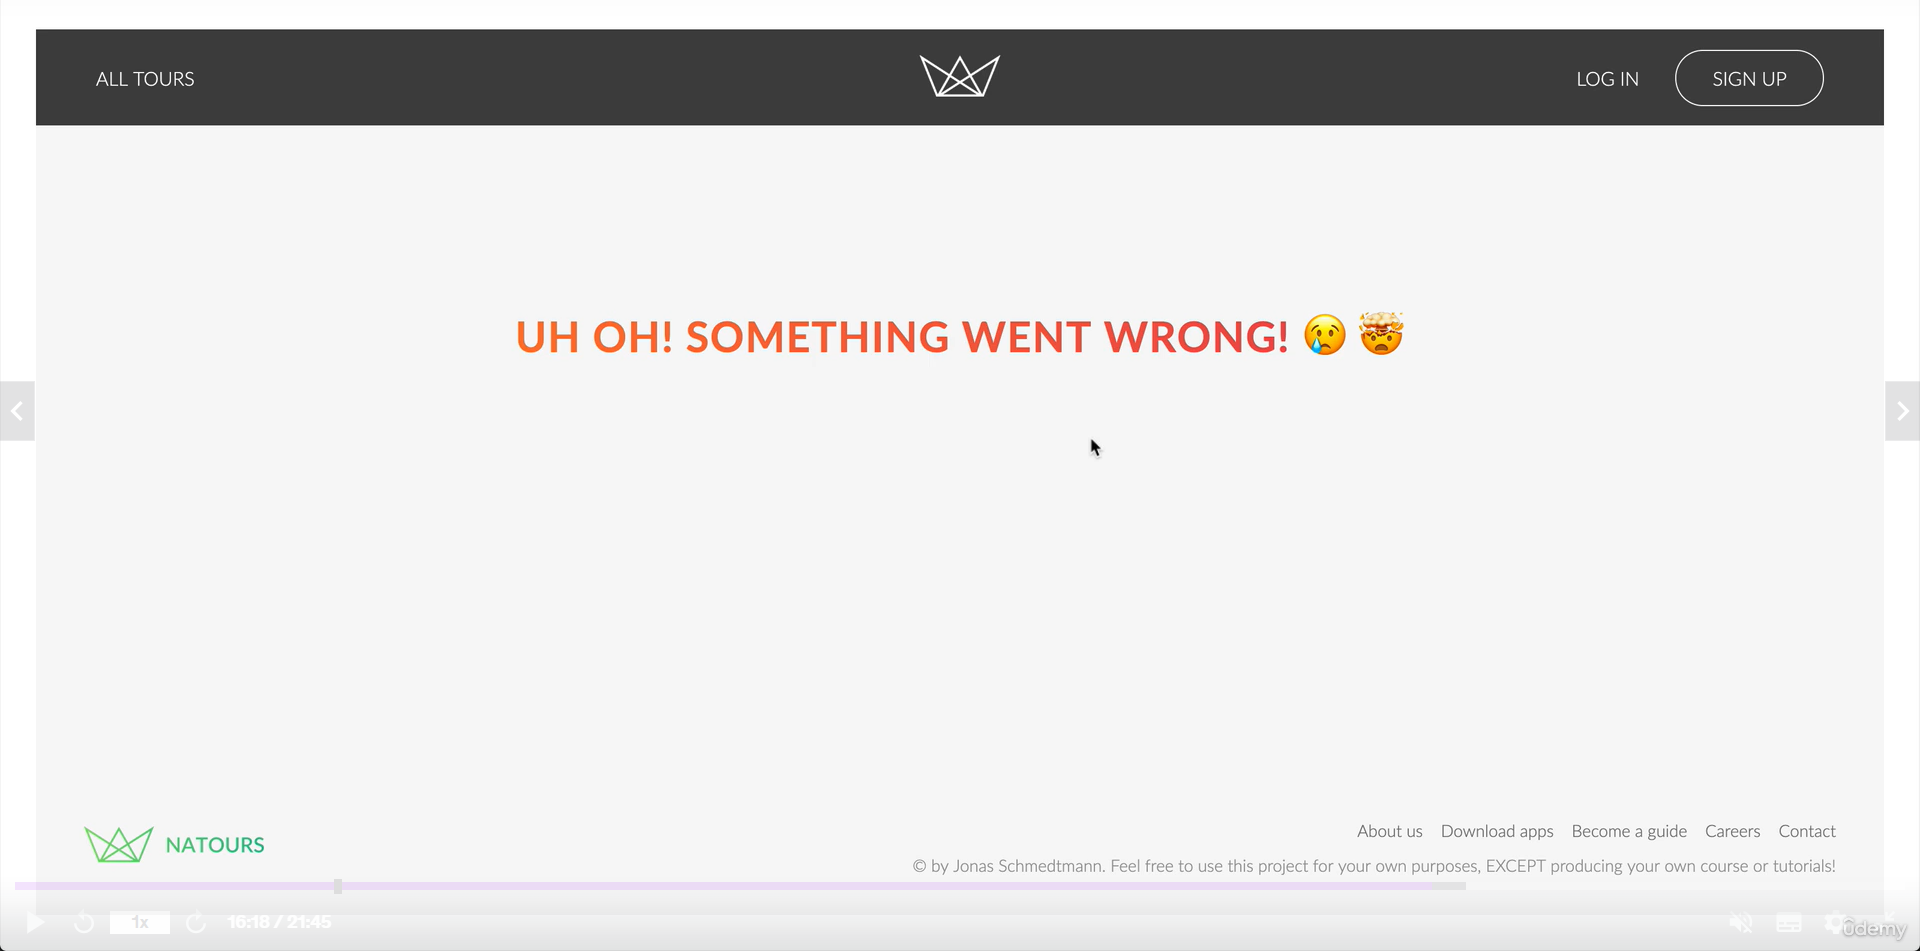 ALL TOURS
LOG IN
SIGN UP
UH OH! SOMETHING WENT WRONG! 😢 🤯
NATOURS
About us Download apps Become a guide Careers Contact
© by Jonas Schmedtmann. Feel free to use this project for your own purposes, EXCEPT producing your own course or tutorials!
1x
16:18 / 21:45
ûdemy